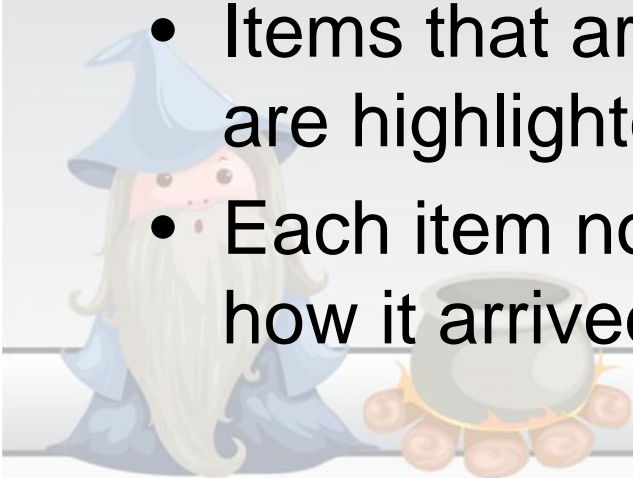 • Items that ar
are highlight
• Each item no
how it arrive